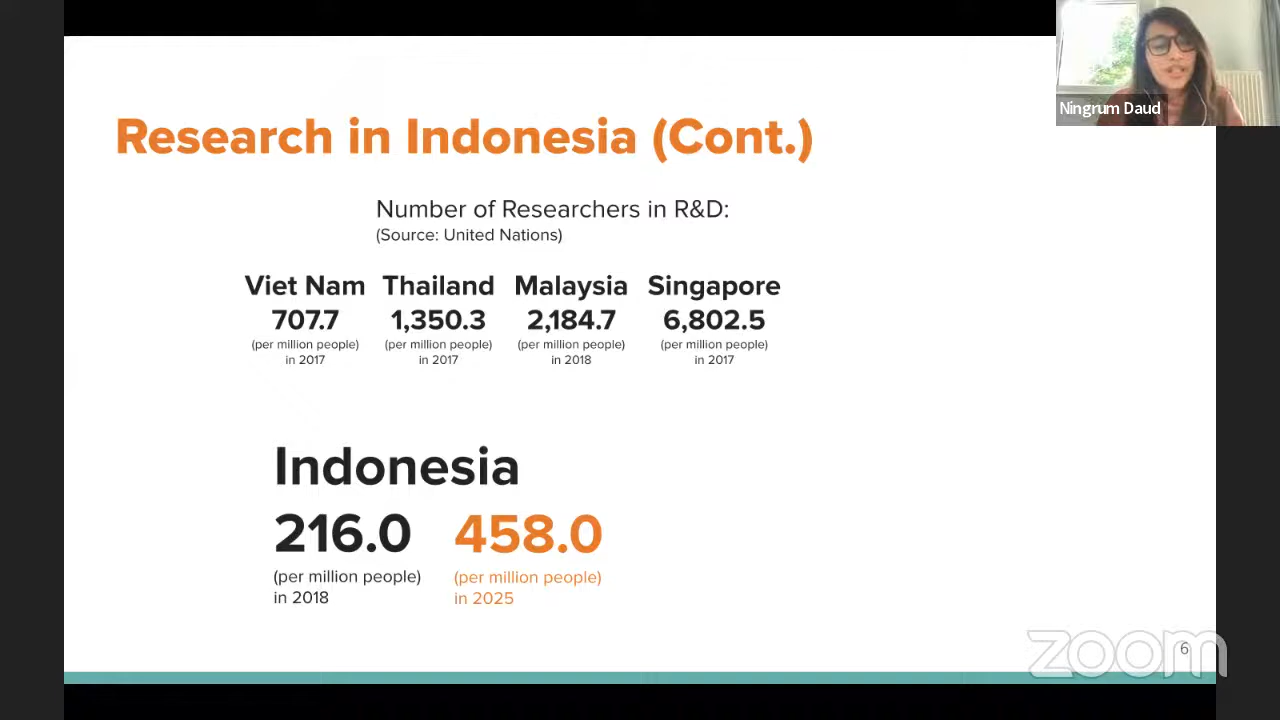 Ningrum Daud
Research in Indonesia (Cont.)
Number of Researchers in R&D:
(Source: United Nations)
Viet Nam Thailand Malaysia Singapore
707.7 1,350.3 2,184.7 6,802.5
(per million people) (per million people) (per million people) (per million people)
in 2017 in 2017 in 2018 in 2017
Indonesia
216.0 458.0
(per million people) (per million people)
in 2018 in 2025
zoom
6